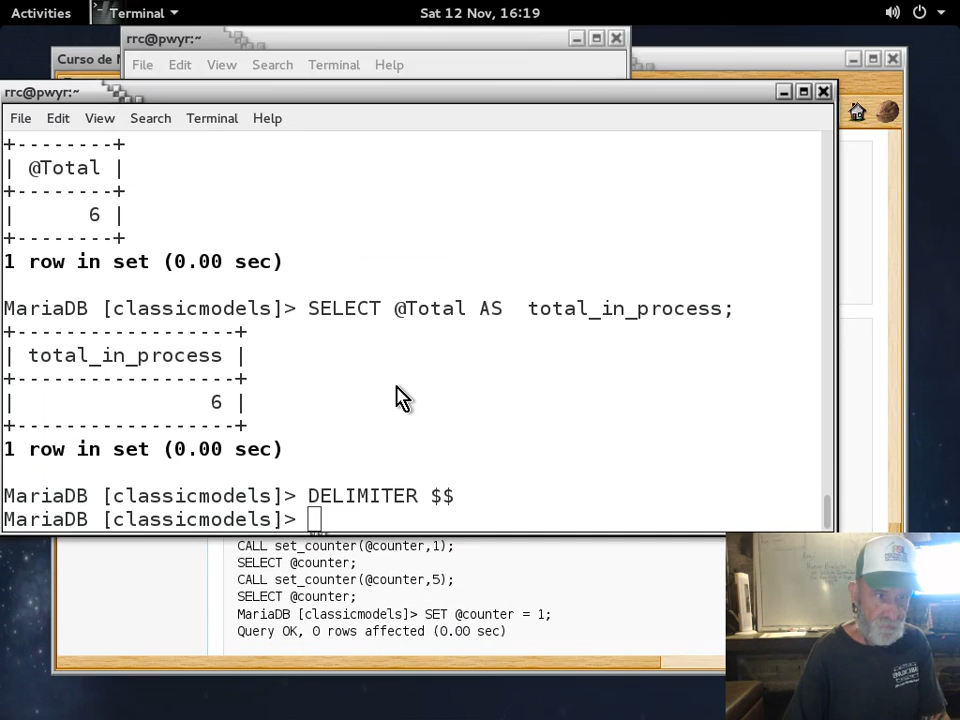 Activities Terminal Sat 12 Nov, 16:19
rrc@pwyr:~
Curso de M
File Edit View Search Terminal Help
rrc@pwyr:~
File Edit View Search Terminal Help
+--------+
| @Total |
+--------+
|      6 |
+--------+
1 row in set (0.00 sec)
MariaDB [classicmodels]> SELECT @Total AS  total_in_process;
+------------------+
| total_in_process |
+------------------+
|                6 |
+------------------+
1 row in set (0.00 sec)
MariaDB [classicmodels]> DELIMITER $$
MariaDB [classicmodels]>
CALL set_counter(@counter,1);
SELECT @counter;
CALL set_counter(@counter,5);
SELECT @counter;
MariaDB [classicmodels]> SET @counter = 1;
Query OK, 0 rows affected (0.00 sec)